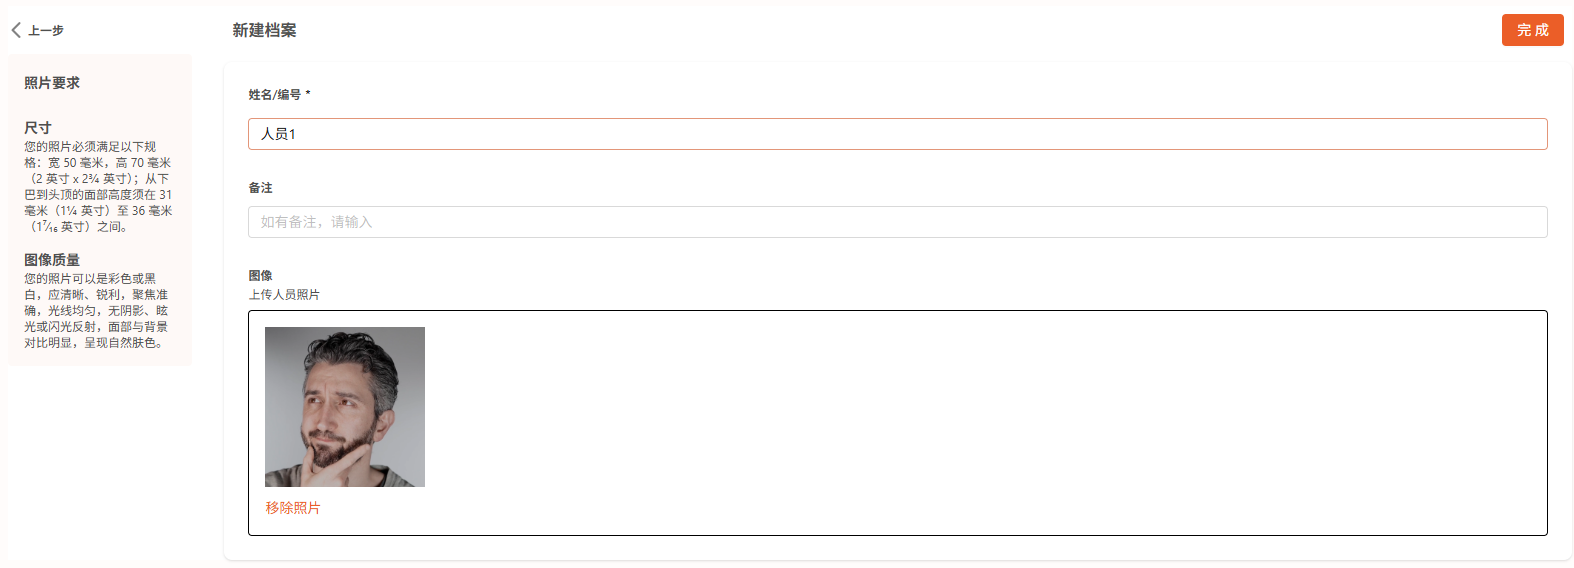 上一步
新建档案
完 成
照片要求
尺寸
您的照片必须满足以下规
格：宽 50 毫米，高 70 毫米
（2 英寸 x 2¾ 英寸）；从下
巴到头顶的面部高度须在 31
毫米（1¼ 英寸）至 36 毫米
（1⁷⁄₁₆ 英寸）之间。
图像质量
您的照片可以是彩色或黑
白，应清晰、锐利，聚焦准
确，光线均匀，无阴影、眩
光或闪光反射，面部与背景
对比明显，呈现自然肤色。
姓名/编号 *
人员1
备注
如有备注，请输入
图像
上传人员照片
移除照片